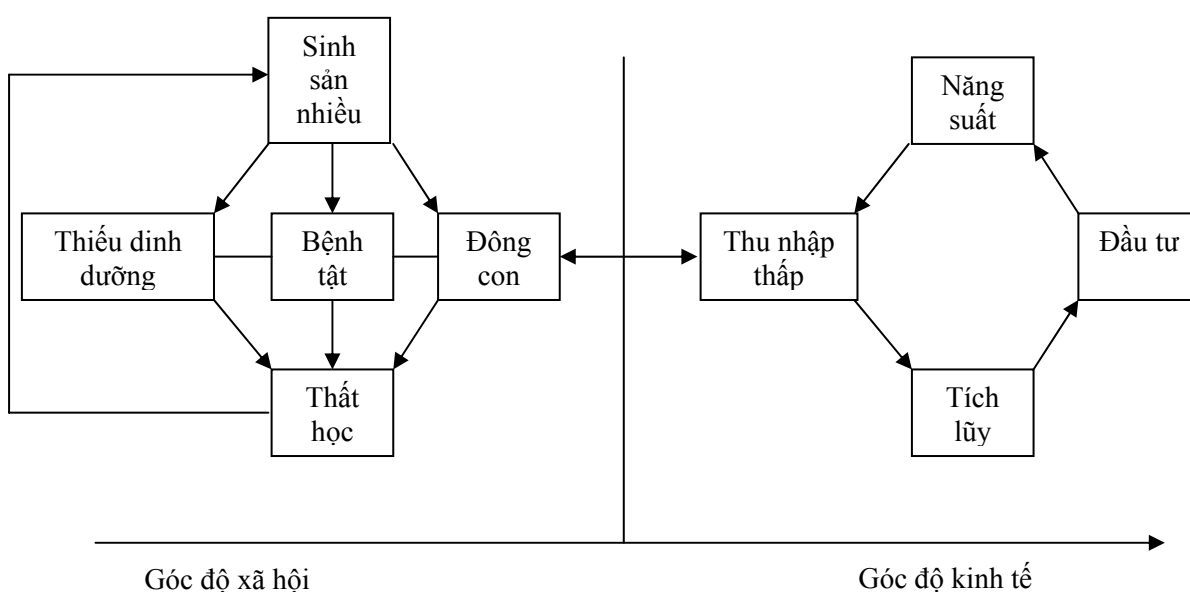 Sinh
sản
nhiều
Năng
suất
Thiếu dinh
dưỡng
Bệnh
tật
Đông
con
Thu nhập
thấp
Đầu tư
Thất
học
Tích
lũy
Góc độ xã hội
Góc độ kinh tế